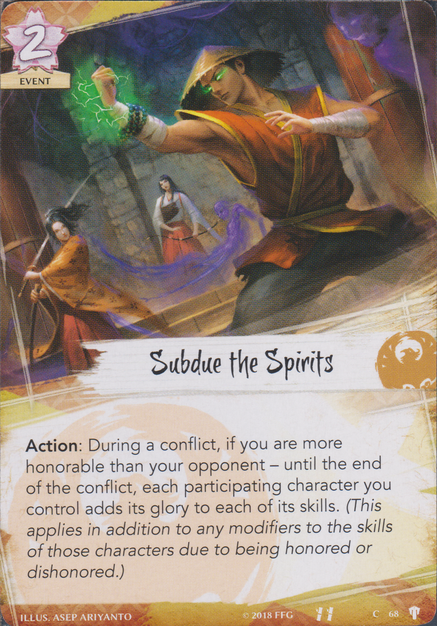 2
EVENT
Subdue the Spirits
Action: During a conflict, if you are more
honorable than your opponent – until the end
of the conflict, each participating character you
control adds its glory to each of its skills. (This
applies in addition to any modifiers to the skills
of those characters due to being honored or
dishonored.)
ILLUS. ASEP ARIYANTO © 2018 FFG C 68